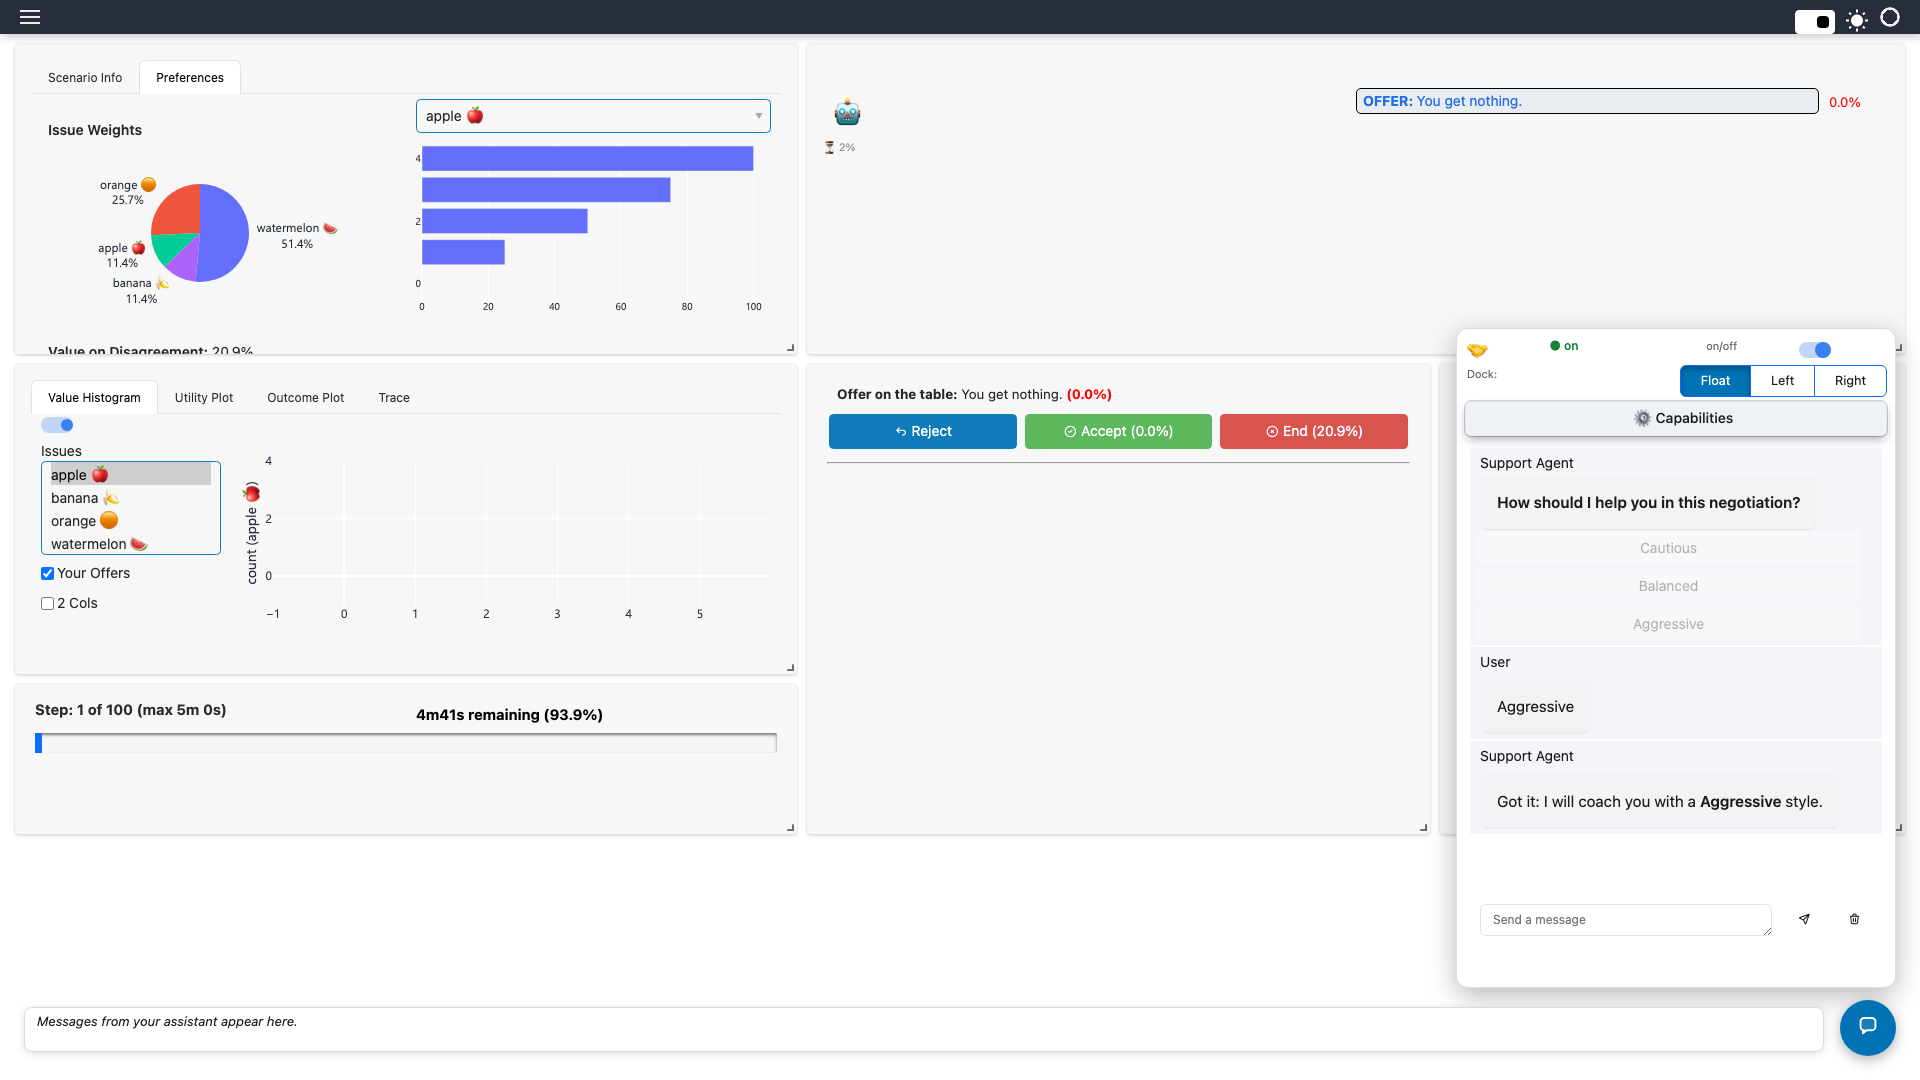 Scenario Info
Preferences
Issue Weights
apple 🍎
orange 🟠
25.7%
watermelon 🍉
51.4%
apple 🍎
11.4%
banana 🍌
11.4%
4
2
0
0 20 40 60 80 100
Value on Disagreement: 20.9%
OFFER: You get nothing.
0.0%
⏳ 2%
Value Histogram
Utility Plot
Outcome Plot
Trace
Issues
apple 🍎
banana 🍌
orange 🟠
watermelon 🍉
Your Offers
2 Cols
count (apple 🍎)
4
2
0
−1 0 1 2 3 4 5
Step: 1 of 100 (max 5m 0s)
4m41s remaining (93.9%)
Offer on the table: You get nothing. (0.0%)
Reject
Accept (0.0%)
End (20.9%)
on
on/off
Dock:
Float
Left
Right
⚙️ Capabilities
Support Agent
How should I help you in this negotiation?
Cautious
Balanced
Aggressive
User
Aggressive
Support Agent
Got it: I will coach you with a Aggressive style.
Send a message
Messages from your assistant appear here.